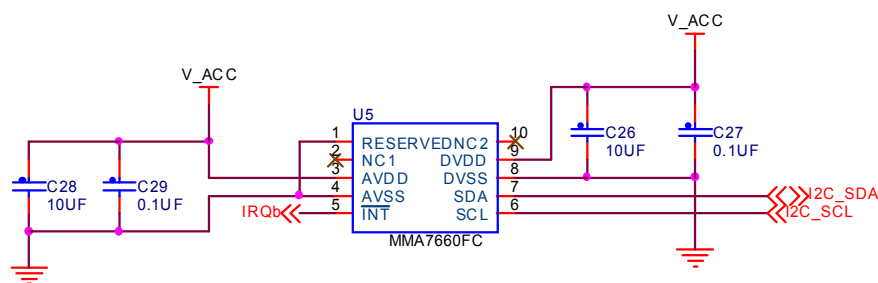 V_ACC
V_ACC
U5
1 RESERVED NC2 10
2 NC1 DVDD 9
3 AVDD DVSS 8
4 AVSS SDA 7
5 INT SCL 6
MMA7660FC
C28
10UF
C29
0.1UF
IRQb
C26
10UF
C27
0.1UF
I2C_SDA
I2C_SCL